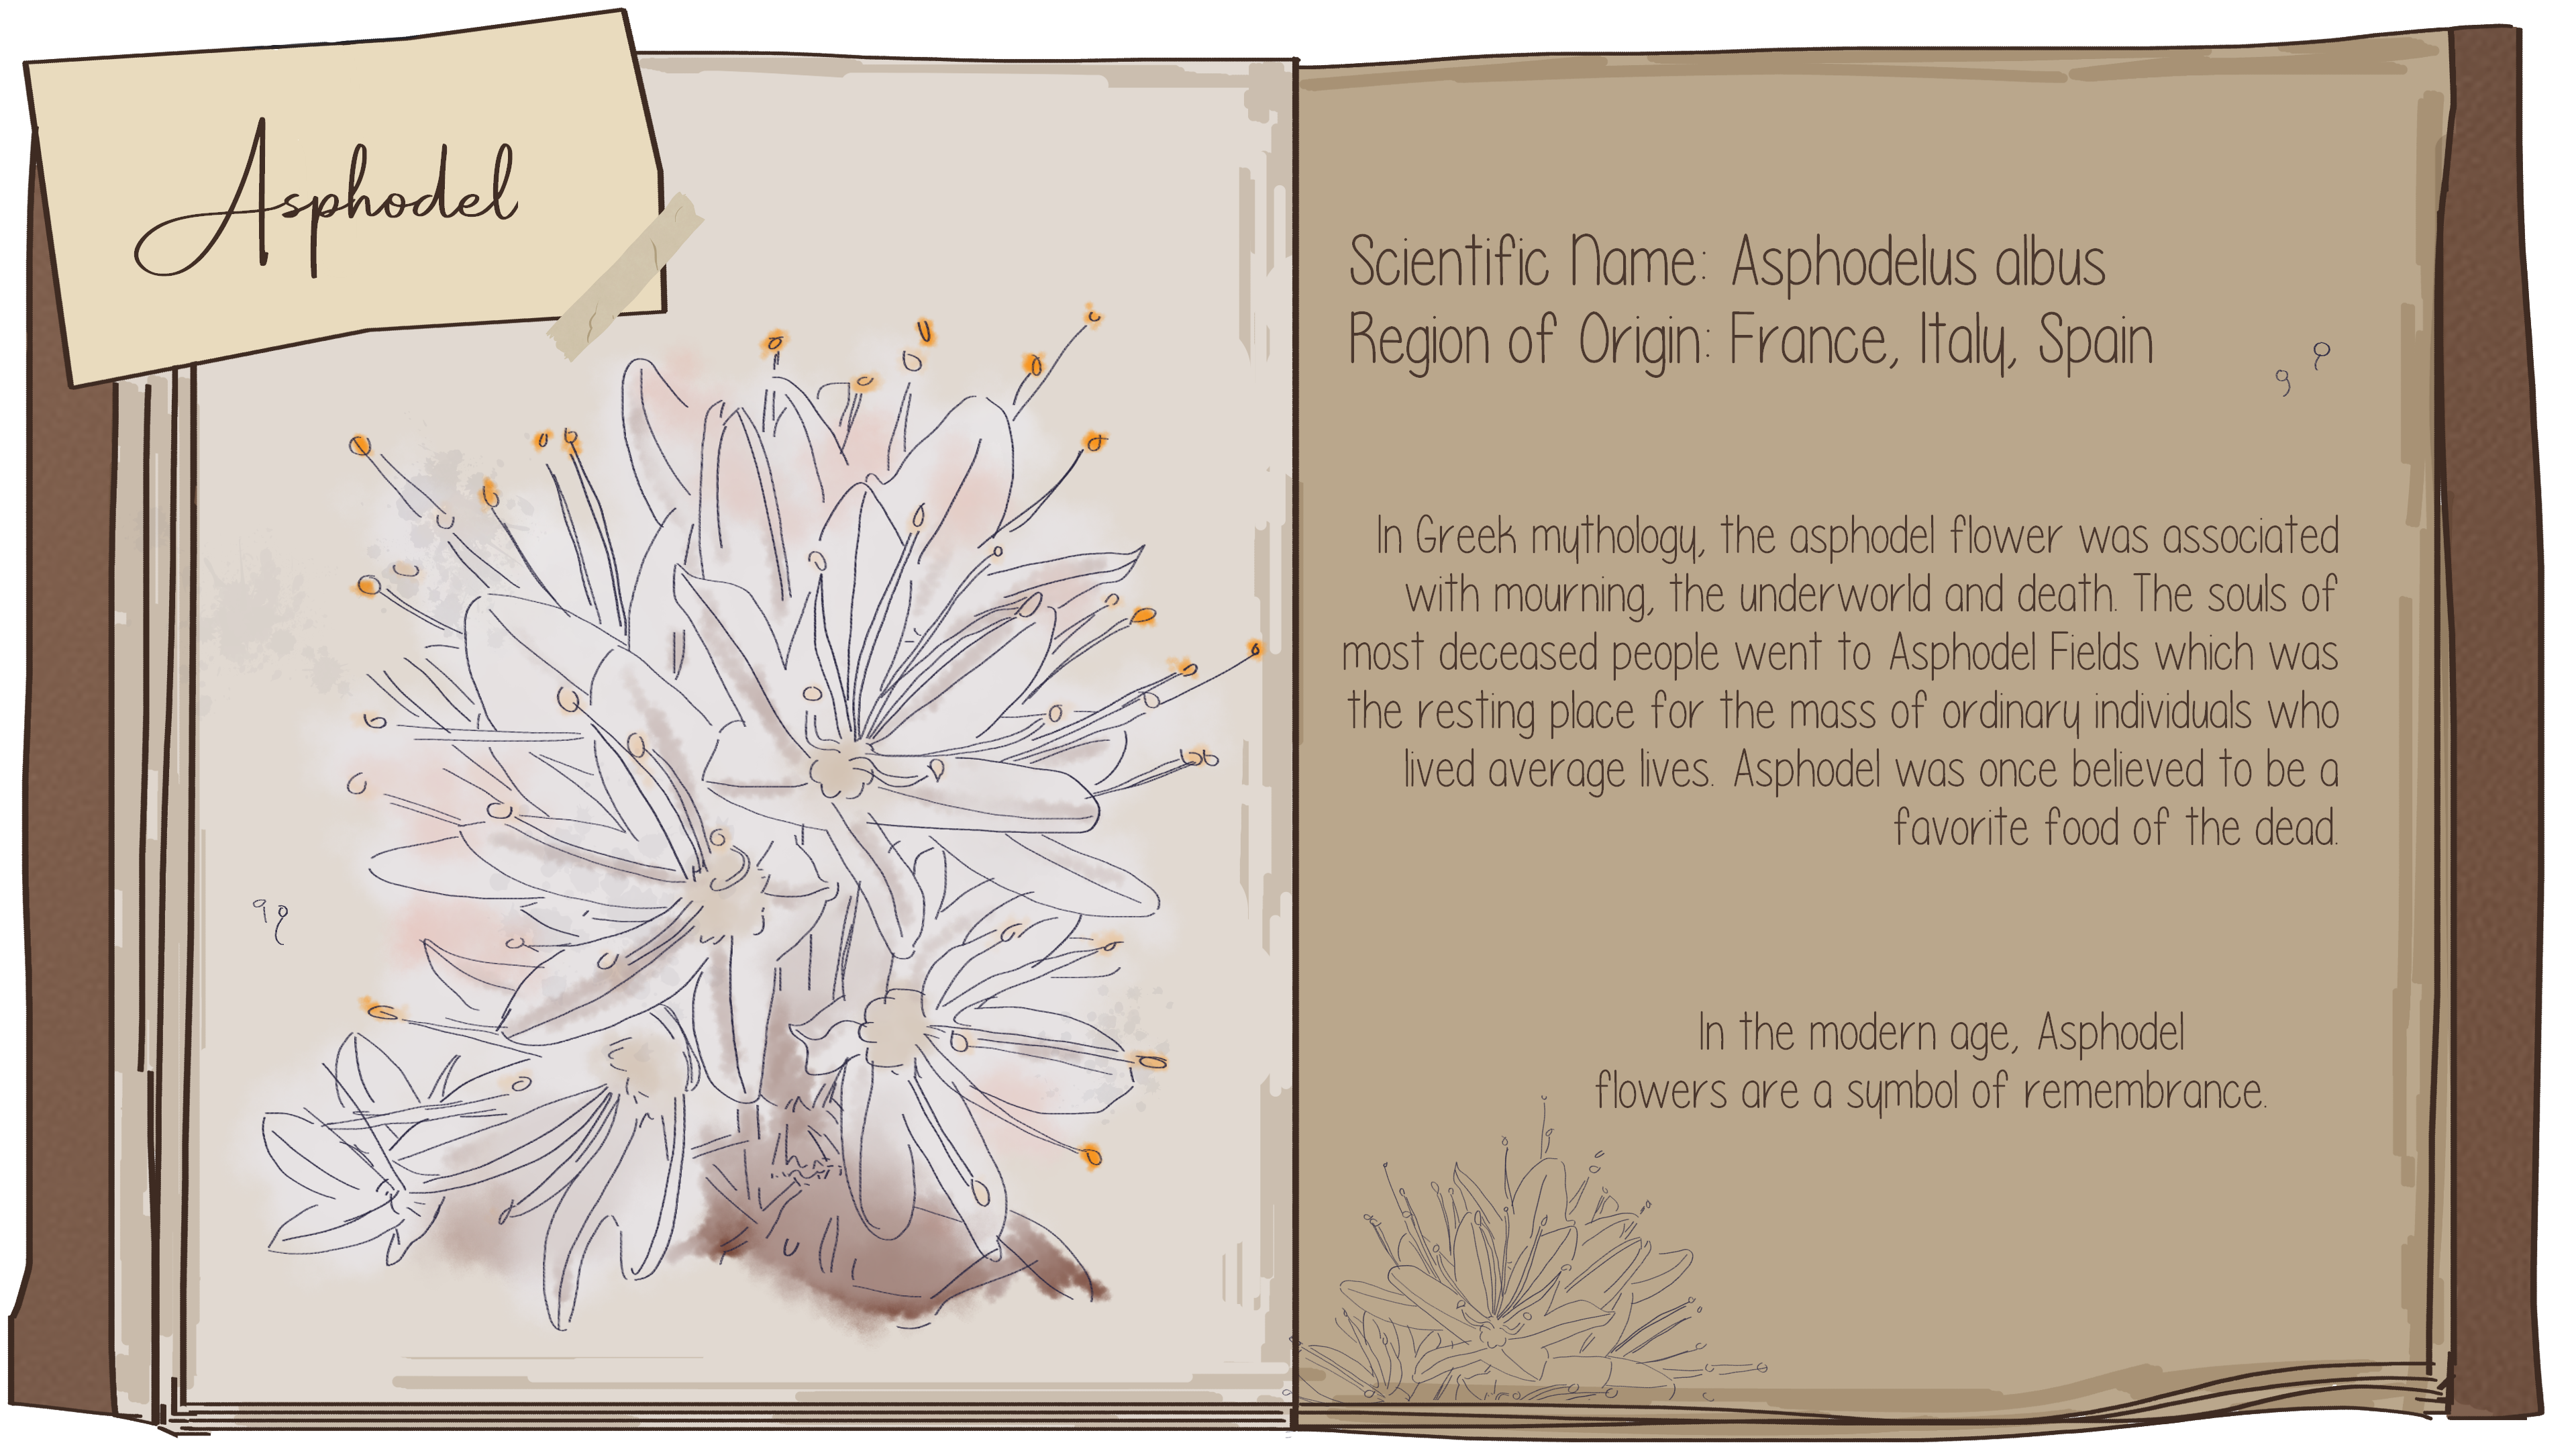 Asphodel
Scientific Name: Asphodelus albus
Region of Origin: France, Italy, Spain
In Greek mythology, the asphodel flower was associated
with mourning, the underworld and death. The souls of
most deceased people went to Asphodel Fields which was
the resting place for the mass of ordinary individuals who
lived average lives. Asphodel was once believed to be a
favorite food of the dead.
In the modern age, Asphodel
flowers are a symbol of remembrance.